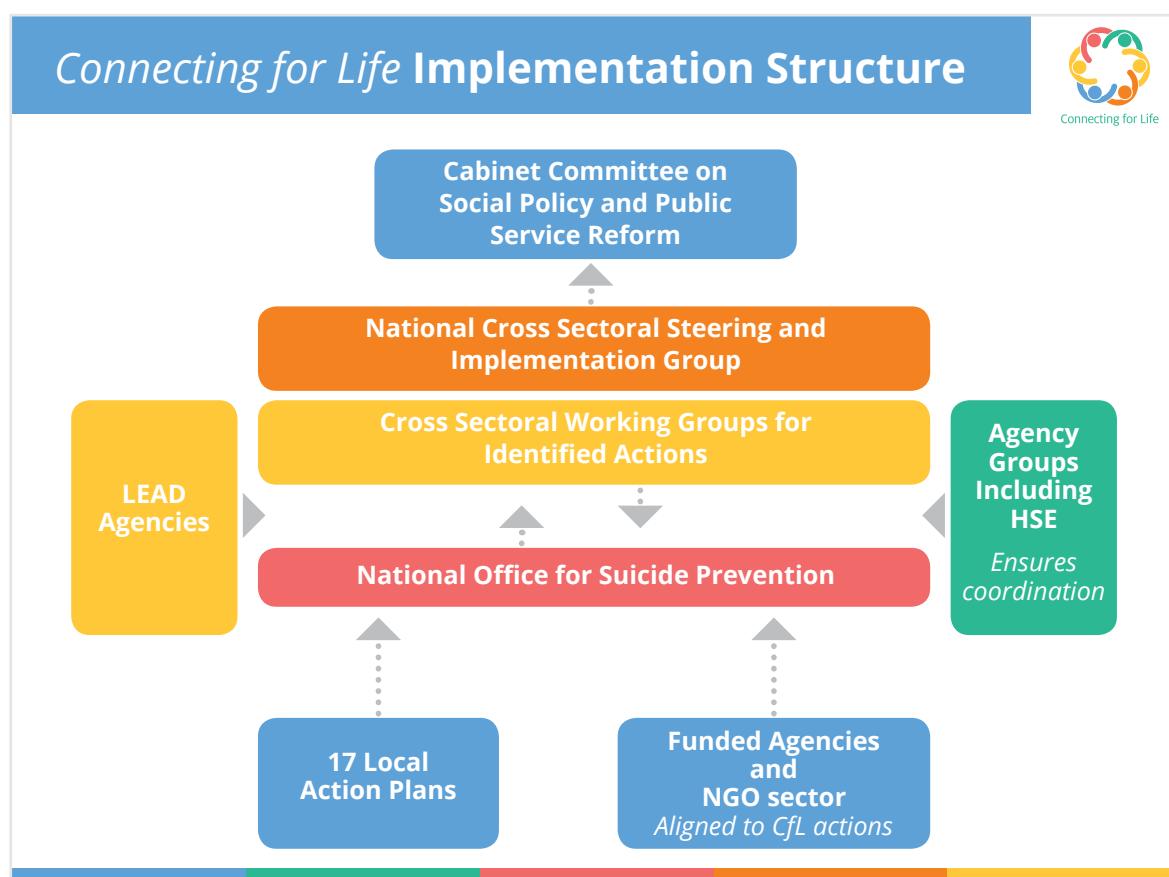 Connecting for Life Implementation Structure
Connecting for Life
Cabinet Committee on
Social Policy and Public
Service Reform
National Cross Sectoral Steering and
Implementation Group
Cross Sectoral Working Groups for
Identified Actions
LEAD
Agencies
Agency
Groups
Including
HSE
Ensures
coordination
National Office for Suicide Prevention
17 Local
Action Plans
Funded Agencies
and
NGO sector
Aligned to CfL actions